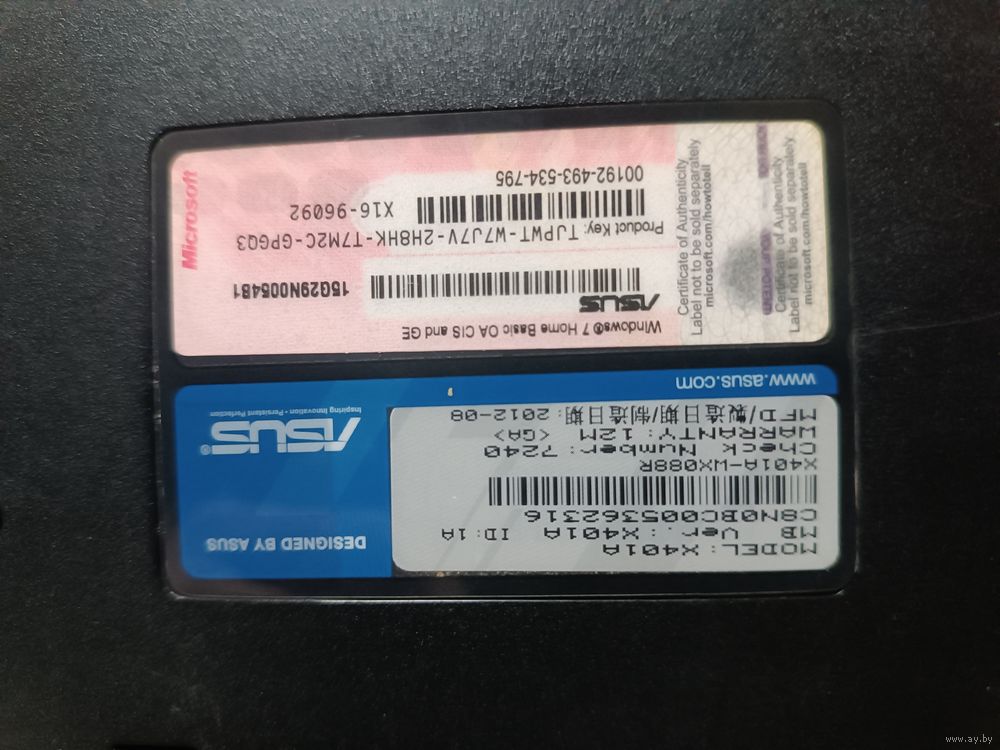 MODEL: X401A
MB Ver.: X401A ID:1A
C8N0BC005362316
X401A-WX088R
Check Number: 7240
WARRANTY: 12M <GA>
MFD/製造日期/制造日期: 2012-08
DESIGNED BY ASUS
ASUS®
Inspiring Innovation • Persistent Perfection
www.asus.com
Windows® 7 Home Basic OA CIS and GE
ASUS
15G29N0054B1
Product Key: TJPWT-W7J7V-2H8HK-T7M2C-GPGQ3
X16-96092
00192-493-534-795
Microsoft
Certificate of Authenticity
Label not to be sold separately
microsoft.com/howtotell
Certificate of Authenticity
Label not to be sold separately
microsoft.com/howtotell
www.ay.by